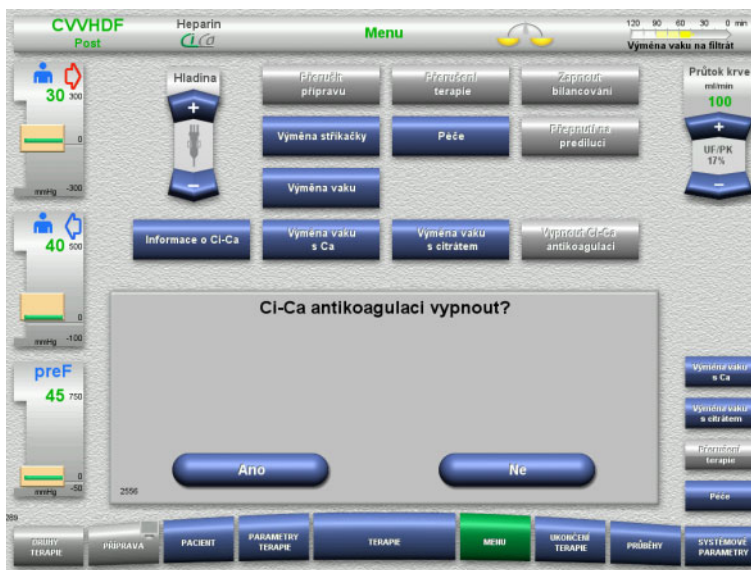 CVVHDF
Post
Heparin
CiCa
Menu
120 90 60 30 0 min
Výměna vaku na filtrát
30 300
0
mmHg -300
40 500
0
mmHg -100
preF
45 750
0
mmHg -50
Hladina
+
−
Přerušit
přípravu
Přerušení
terapie
Zapnout
bilancování
Výměna stříkačky
Péče
Přepnutí na
prediluci
Výměna vaku
Informace o Ci-Ca
Výměna vaku
s Ca
Výměna vaku
s citrátem
Vypnout Ci-Ca
antikoagulaci
Průtok krve
ml/min
100
+
UF/PK
17%
−
Ci-Ca antikoagulaci vypnout?
Ano
Ne
2556
Výměna vaku
s Ca
Výměna vaku
s citrátem
Přerušení
terapie
Péče
DRUHY
TERAPIE
PŘÍPRAVA
PACIENT
PARAMETRY
TERAPIE
TERAPIE
MENU
UKONČENÍ
TERAPIE
PRŮBĚHY
SYSTÉMOVÉ
PARAMETRY